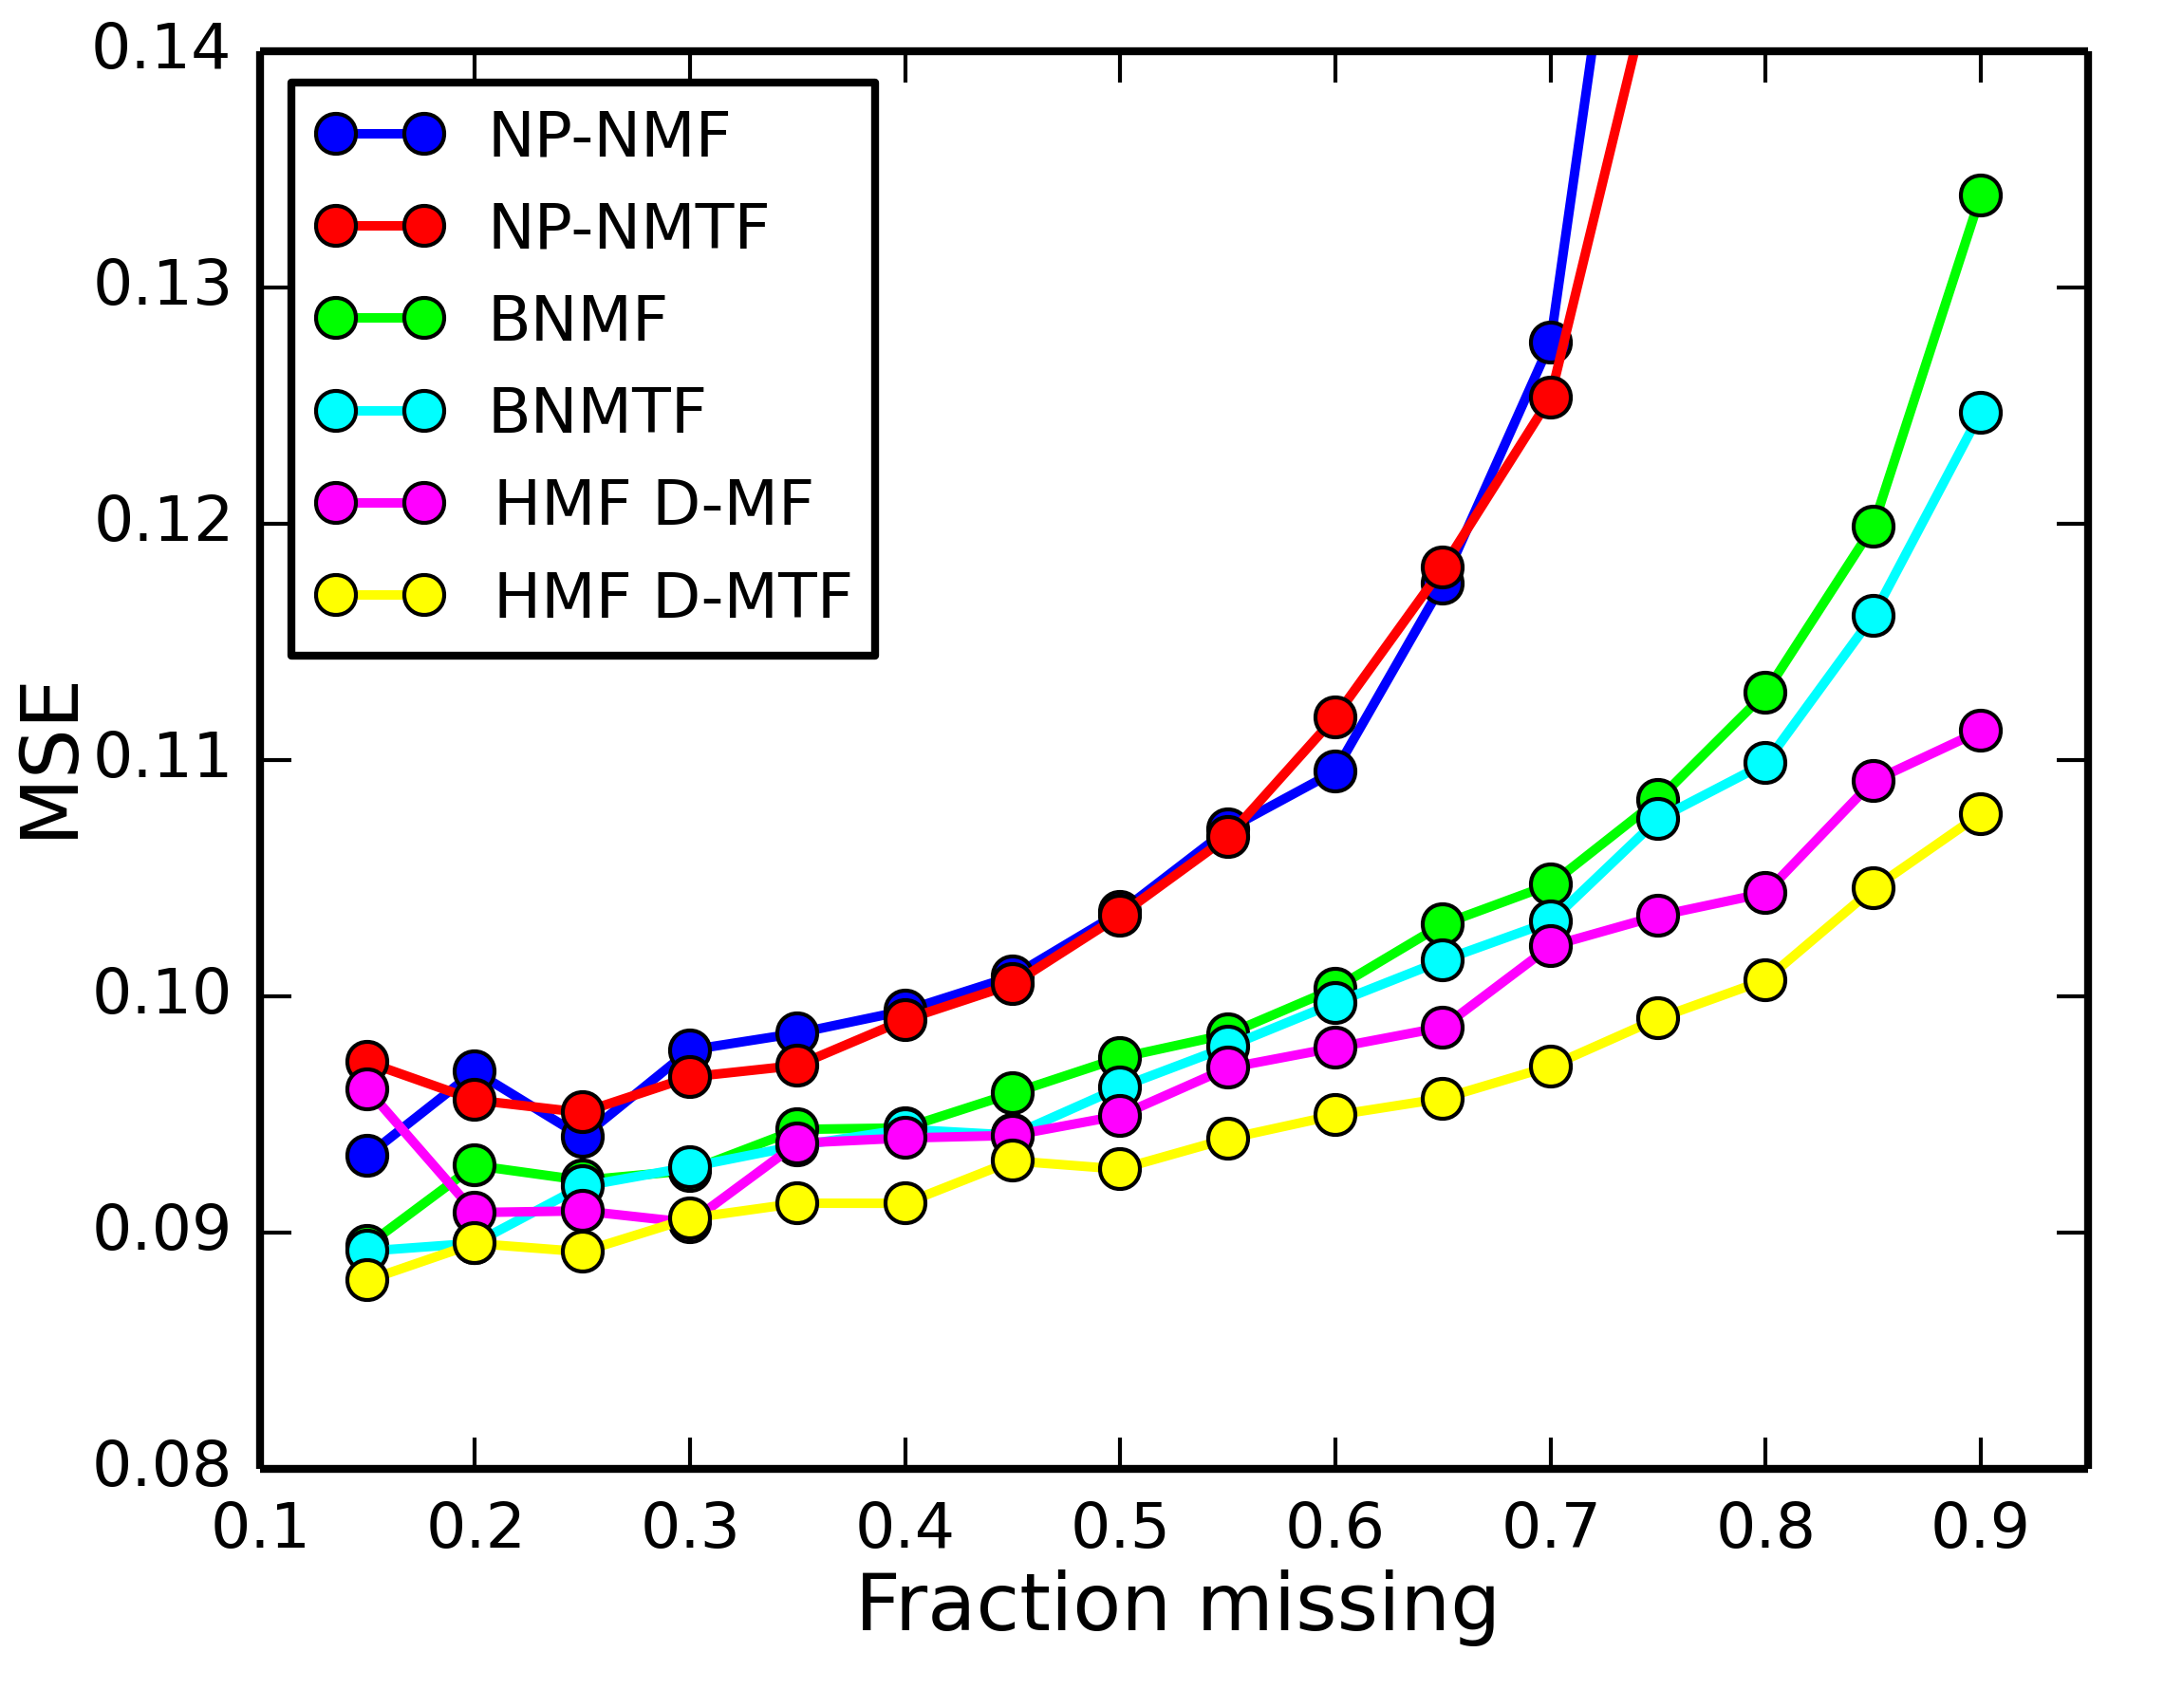 0.14
0.13
0.12
0.11
0.10
0.09
0.08
MSE
NP-NMF
NP-NMTF
BNMF
BNMTF
HMF D-MF
HMF D-MTF
0.1 0.2 0.3 0.4 0.5 0.6 0.7 0.8 0.9
Fraction missing